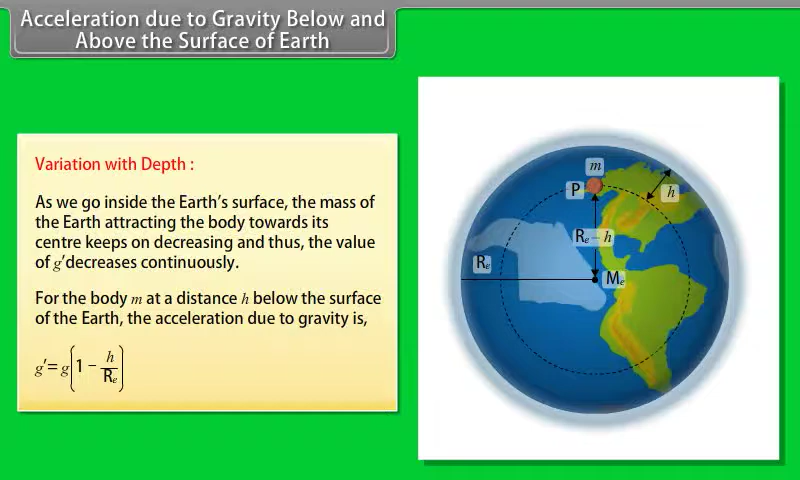 Acceleration due to Gravity Below and
Above the Surface of Earth
Variation with Depth :
As we go inside the Earth's surface, the mass of
the Earth attracting the body towards its
centre keeps on decreasing and thus, the value
of g′decreases continuously.
For the body m at a distance h below the surface
of the Earth, the acceleration due to gravity is,
g′= g(1 − h/Rₑ)
m
P
h
Rₑ – h
Rₑ
Mₑ